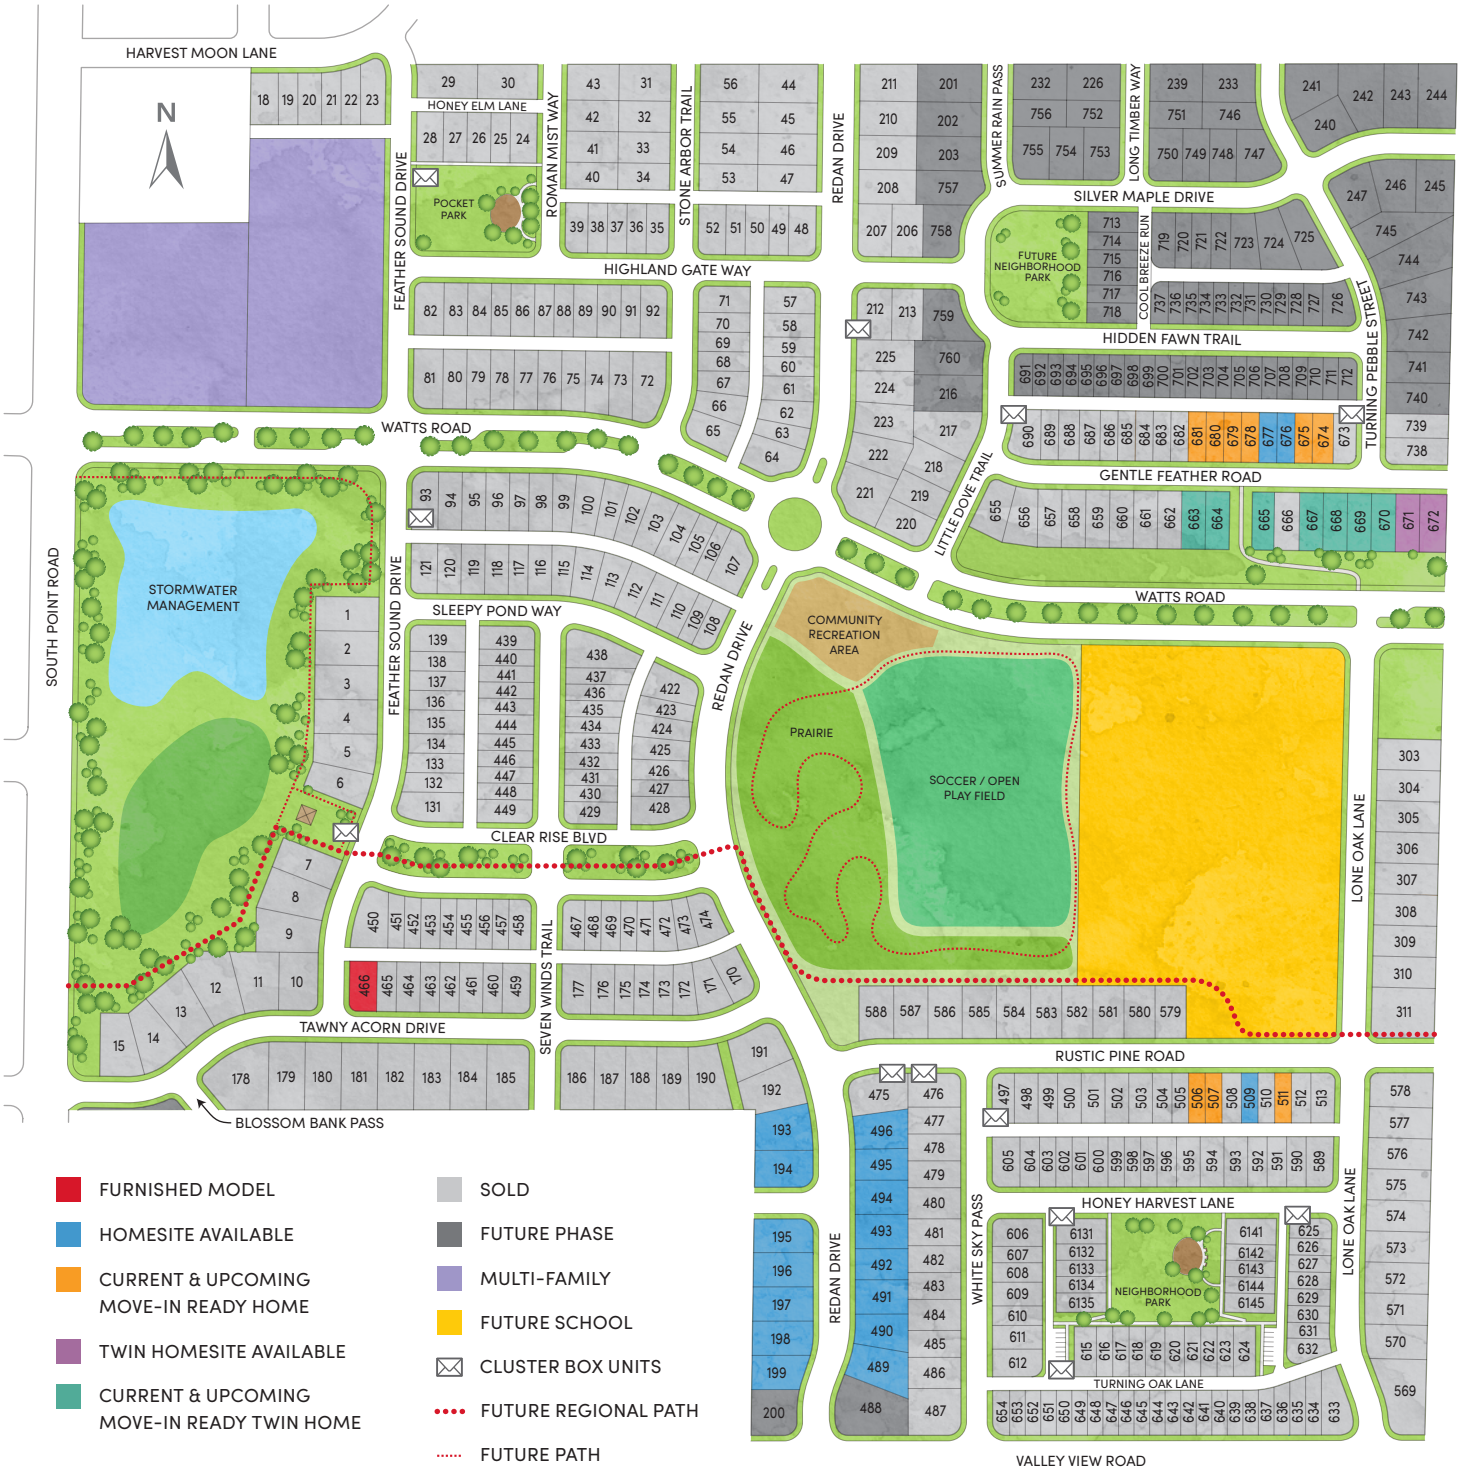 HARVEST MOON LANE
N
18 19 20 21 22 23
29 30
HONEY ELM LANE
28 27 26 25 24
POCKET
PARK
FEATHER SOUND DRIVE
ROMAN MIST WAY
43 31
42 32
41 33
40 34
39 38 37 36 35
STONE ARBOR TRAIL
56 44
55 45
54 46
53 47
52 51 50 49 48
REDAN DRIVE
211 201
210 202
209 203
208 757
207 206 758
SUMMER RAIN PASS
232 226
756 752
755 754 753
LONG TIMBER WAY
239 233
751 746
750 749 748 747
241 242 243 244
240
SILVER MAPLE DRIVE
247 246 245
745
744
743
742
741
740
739
738
TURNING PEBBLE STREET
FUTURE
NEIGHBORHOOD
PARK
713
714
715
716
717
718
COOL BREEZE RUN
719 720 721 722 723 724 725
737 736 735 734 733 732 731 730 729 728 727 726
HIDDEN FAWN TRAIL
691 692 693 694 695 696 697 698 699 700 701 702 703 704 705 706 707 708 709 710 711 712
690 689 688 687 686 685 684 683 682 681 680 679 678 677 676 675 674 673
GENTLE FEATHER ROAD
655 656 657 658 659 660 661 662 663 664 665 666 667 668 669 670 671 672
LITTLE DOVE TRAIL
WATTS ROAD
HIGHLAND GATE WAY
82 83 84 85 86 87 88 89 90 91 92
81 80 79 78 77 76 75 74 73 72
71 57
70 58
69 59
68 60
67 61
66 62
65 63
64
212 213 759
225 760
224 216
223 217
222 218
221 219
220
WATTS ROAD
93 94 95 96 97 98 99 100 101 102 103 104 105 106 107
121 120 119 118 117 116 115 114 113 112 111 110 109 108
SLEEPY POND WAY
FEATHER SOUND DRIVE
SOUTH POINT ROAD
STORMWATER
MANAGEMENT
1
2
3
4
5
6
7
8
9
10
11
12
13
14
15
139
138
137
136
135
134
133
132
131
439
440
441
442
443
444
445
446
447
448
449
438
437
436
435
434
433
432
431
430
429
422
423
424
425
426
427
428
REDAN DRIVE
COMMUNITY
RECREATION
AREA
PRAIRIE
SOCCER / OPEN
PLAY FIELD
LONE OAK LANE
303
304
305
306
307
308
309
310
311
CLEAR RISE BLVD
450 451 452 453 454 455 456 457 458
466 465 464 463 462 461 460 459
SEVEN WINDS TRAIL
467 468 469 470 471 472 473 474
177 176 175 174 173 172 171 170
TAWNY ACORN DRIVE
178 179 180 181 182 183 184 185
186 187 188 189 190
191
192
193
194
195
196
197
198
199
200
BLOSSOM BANK PASS
588 587 586 585 584 583 582 581 580 579
RUSTIC PINE ROAD
REDAN DRIVE
475 476
496 477
495 478
494 479
493 480
492 481
491 482
490 483
489 484
488 485
486
487
WHITE SKY PASS
497 498 499 500 501 502 503 504 505 506 507 508 509 510 511 512 513
605 604 603 602 601 600 599 598 597 596 595 594 593 592 591 590 589
HONEY HARVEST LANE
606
607
608
609
610
611
612
6131
6132
6133
6134
6135
NEIGHBORHOOD
PARK
6141
6142
6143
6144
6145
625
626
627
628
629
630
631
632
615 616 617 618 619 620 621 622 623 624
TURNING OAK LANE
654 653 652 651 650 649 648 647 646 645 644 643 642 641 640 639 638 637 636 635 634 633
VALLEY VIEW ROAD
LONE OAK LANE
578
577
576
575
574
573
572
571
570
569
FURNISHED MODEL
HOMESITE AVAILABLE
CURRENT & UPCOMING
MOVE-IN READY HOME
TWIN HOMESITE AVAILABLE
CURRENT & UPCOMING
MOVE-IN READY TWIN HOME
SOLD
FUTURE PHASE
MULTI-FAMILY
FUTURE SCHOOL
CLUSTER BOX UNITS
FUTURE REGIONAL PATH
FUTURE PATH